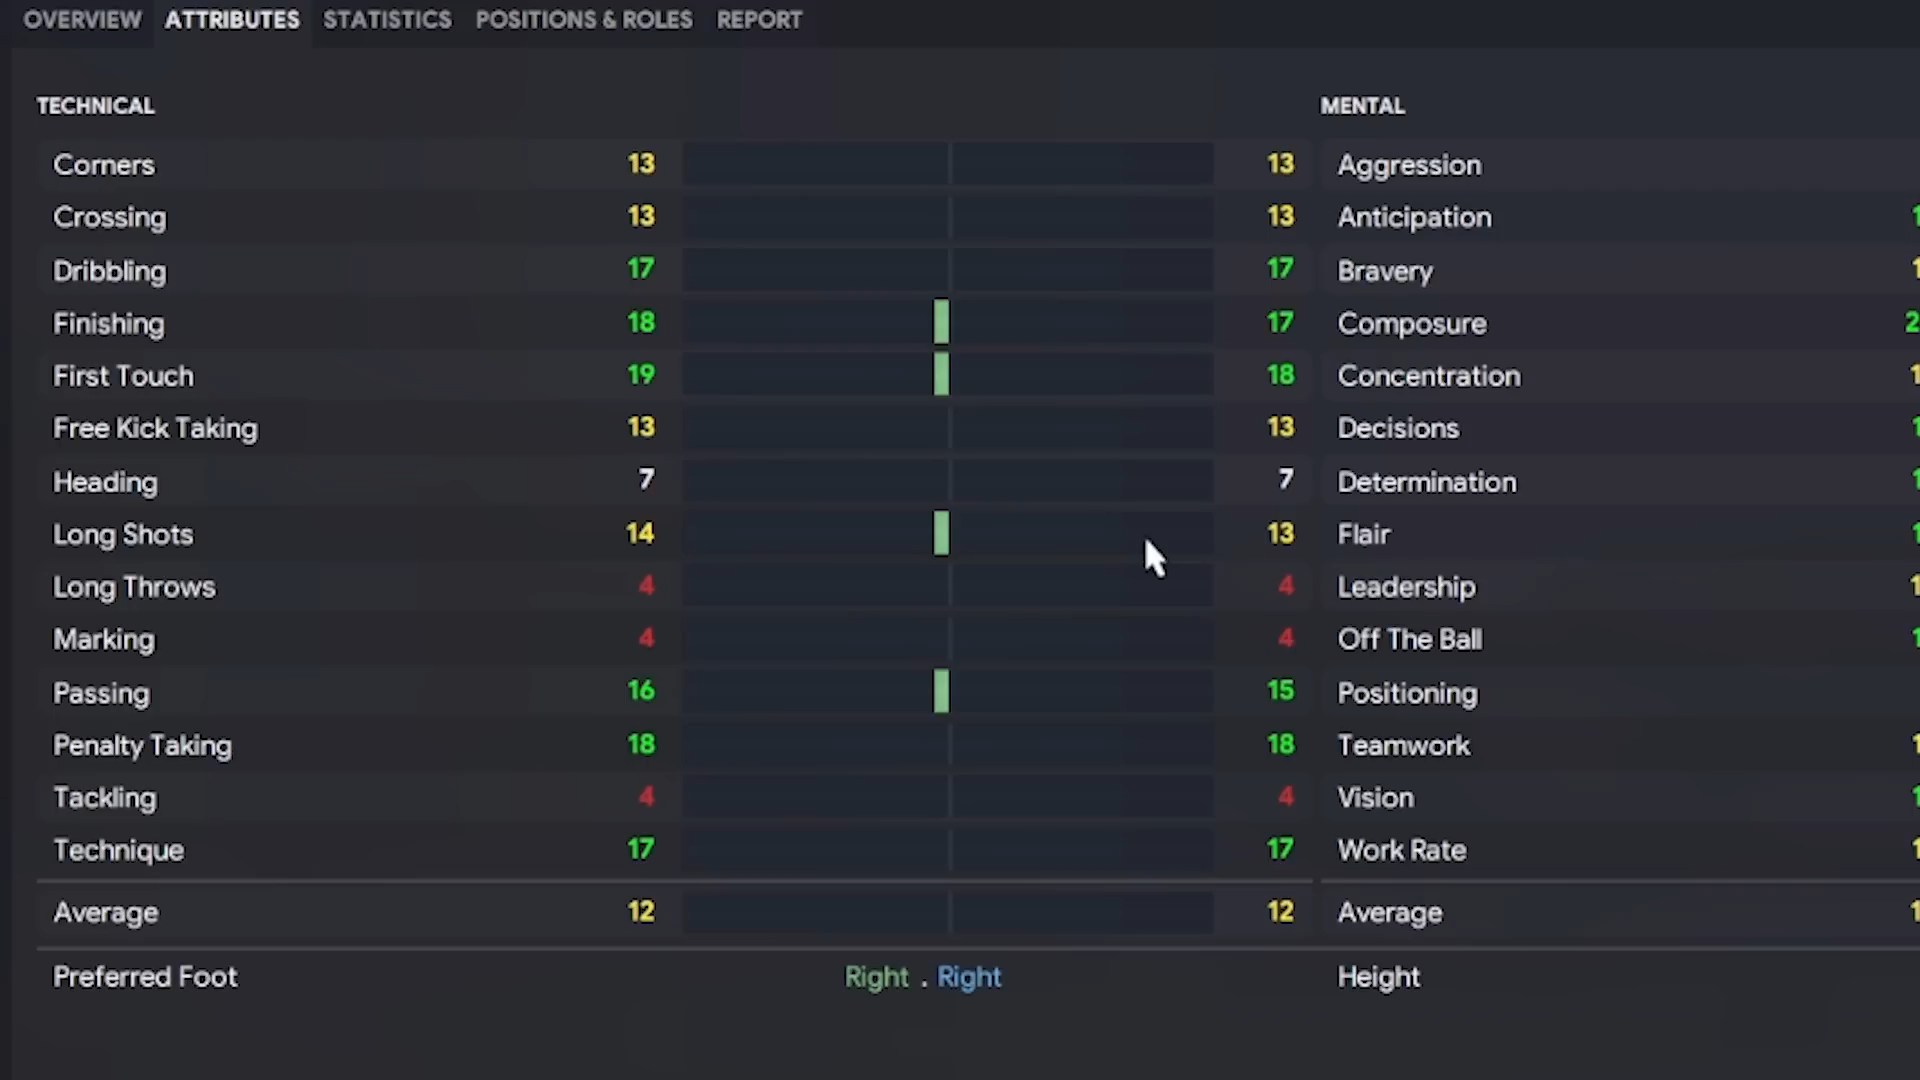 OVERVIEW ATTRIBUTES STATISTICS POSITIONS & ROLES REPORT
TECHNICAL MENTAL
Corners 13 13 Aggression
Crossing 13 13 Anticipation
Dribbling 17 17 Bravery
Finishing 18 17 Composure
First Touch 19 18 Concentration
Free Kick Taking 13 13 Decisions
Heading 7 7 Determination
Long Shots 14 13 Flair
Long Throws 4 4 Leadership
Marking 4 4 Off The Ball
Passing 16 15 Positioning
Penalty Taking 18 18 Teamwork
Tackling 4 4 Vision
Technique 17 17 Work Rate
Average 12 12 Average
Preferred Foot Right . Right Height